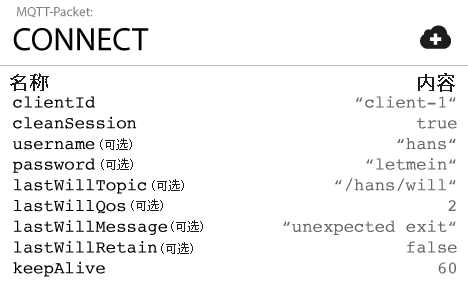 MQTT-Packet:
CONNECT
名称 内容
clientId “client-1“
cleanSession true
username(可选) “hans“
password(可选) “letmein“
lastWillTopic(可选) “/hans/will“
lastWillQos(可选) 2
lastWillMessage(可选) “unexpected exit“
lastWillRetain(可选) false
keepAlive 60